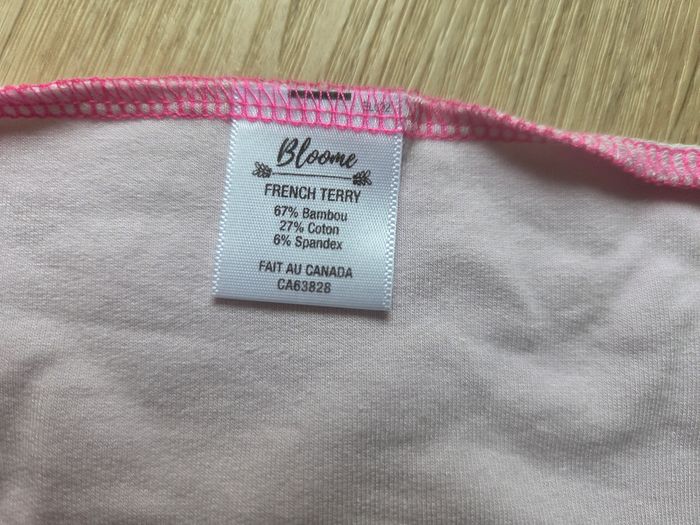 Bloome
FRENCH TERRY
67% Bambou
27% Coton
6% Spandex
FAIT AU CANADA
CA63828